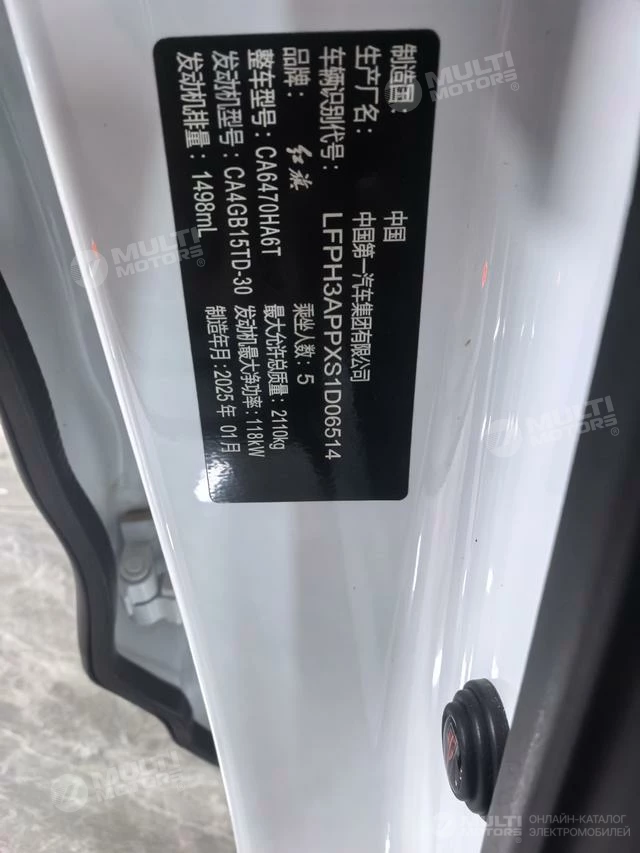 制造国： 中国
生产厂名： 中国第一汽车集团有限公司
车辆识别代号： LFPH3APPXS1D06514
品牌： 红旗 乘坐人数：5
整车型号：CA6470HA6T 最大允许总质量：2110kg
发动机型号：CA4GB15TD-30 发动机最大净功率：118kW
发动机排量：1498mL 制造年月：2025年 01月
MULTI
MOTORS®
MULTI
MOTORS®
MULTI
MOTORS®
MULTI
MOTORS®
MULTI
MOTORS®
ОНЛАЙН-КАТАЛОГ
ЭЛЕКТРОМОБИЛЕЙ